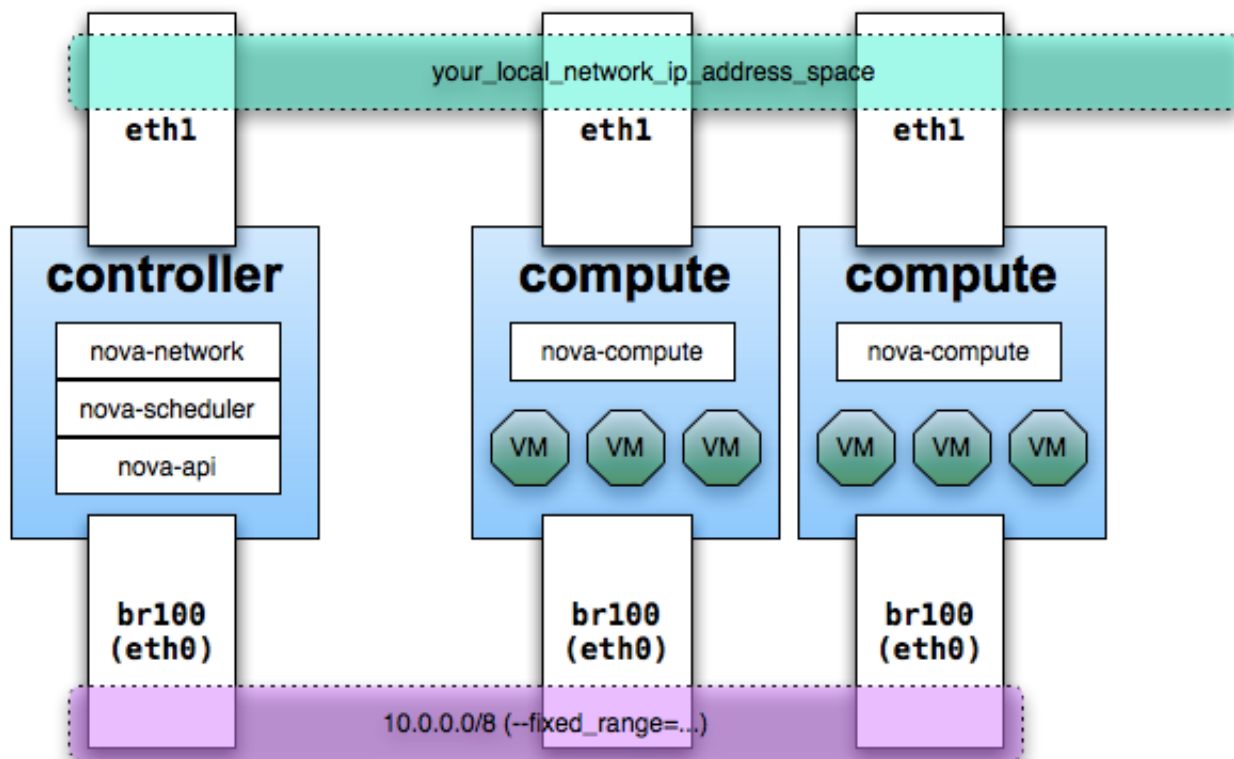 your_local_network_ip_address_space
eth1
eth1
eth1
controller
compute
compute
nova-network
nova-compute
nova-compute
nova-scheduler
nova-api
VM
VM
VM
VM
VM
VM
br100
(eth0)
br100
(eth0)
br100
(eth0)
10.0.0.0/8 (--fixed_range=...)